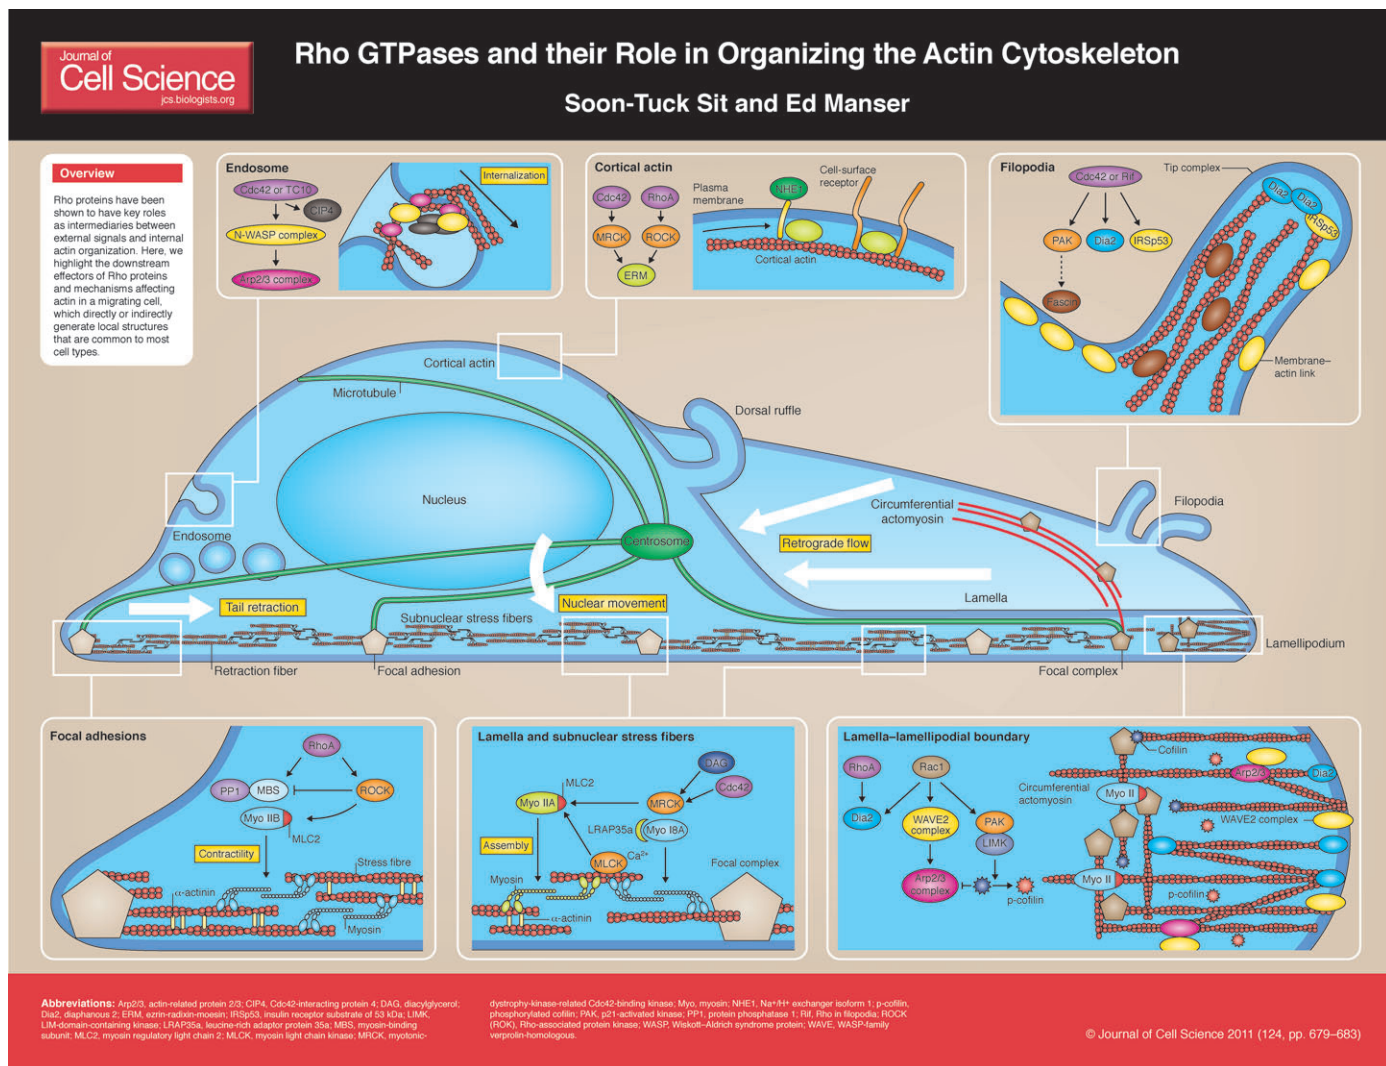 Journal of
Cell Science
jcs.biologists.org
Rho GTPases and their Role in Organizing the Actin Cytoskeleton
Soon-Tuck Sit and Ed Manser
Overview
Rho proteins have been
shown to have key roles
as intermediaries between
external signals and internal
actin organization. Here, we
highlight the downstream
effectors of Rho proteins
and mechanisms affecting
actin in a migrating cell,
which directly or indirectly
generate local structures
that are common to most
cell types.
Endosome
Cdc42 or TC10
CIP4
N-WASP complex
Arp2/3 complex
Internalization
Cortical actin
Cdc42
RhoA
MRCK
ROCK
ERM
Plasma
membrane
NHE1
Cell-surface
receptor
Cortical actin
Filopodia
Cdc42 or Rif
PAK
Dia2
IRSp53
Fascin
Tip complex
Dia2
Dia2
IRSp53
Membrane–
actin link
Cortical actin
Microtubule
Dorsal ruffle
Nucleus
Endosome
Centrosome
Circumferential
actomyosin
Filopodia
Retrograde flow
Lamella
Tail retraction
Nuclear movement
Subnuclear stress fibers
Lamellipodium
Retraction fiber
Focal adhesion
Focal complex
Focal adhesions
RhoA
PP1
MBS
ROCK
Myo IIB
MLC2
Contractility
Stress fibre
α-actinin
Myosin
Lamella and subnuclear stress fibers
DAG
Cdc42
MLC2
Myo IIA
MRCK
LRAP35a
Myo I8A
Assembly
MLCK
Ca²⁺
Focal complex
Myosin
α-actinin
Lamella–lamellipodial boundary
RhoA
Rac1
Dia2
WAVE2
complex
PAK
LIMK
Arp2/3
complex
p-cofilin
Cofilin
Arp2/3
Dia2
Circumferential
actomyosin
Myo II
WAVE2 complex
Myo II
p-cofilin
Abbreviations: Arp2/3, actin-related protein 2/3; CIP4, Cdc42-interacting protein 4; DAG, diacylglycerol;
Dia2, diaphanous 2; ERM, ezrin-radixin-moesin; IRSp53, insulin receptor substrate of 53 kDa; LIMK,
LIM-domain-containing kinase; LRAP35a, leucine-rich adaptor protein 35a; MBS, myosin-binding
subunit; MLC2, myosin regulatory light chain 2; MLCK, myosin light chain kinase; MRCK, myotonic-
dystrophy-kinase-related Cdc42-binding kinase; Myo, myosin; NHE1, Na⁺/H⁺ exchanger isoform 1; p-cofilin,
phosphorylated cofilin; PAK, p21-activated kinase; PP1, protein phosphatase 1; Rif, Rho in filopodia; ROCK
(ROK), Rho-associated protein kinase; WASP, Wiskott–Aldrich syndrome protein; WAVE, WASP-family
verprolin-homologous.
© Journal of Cell Science 2011 (124, pp. 679–683)